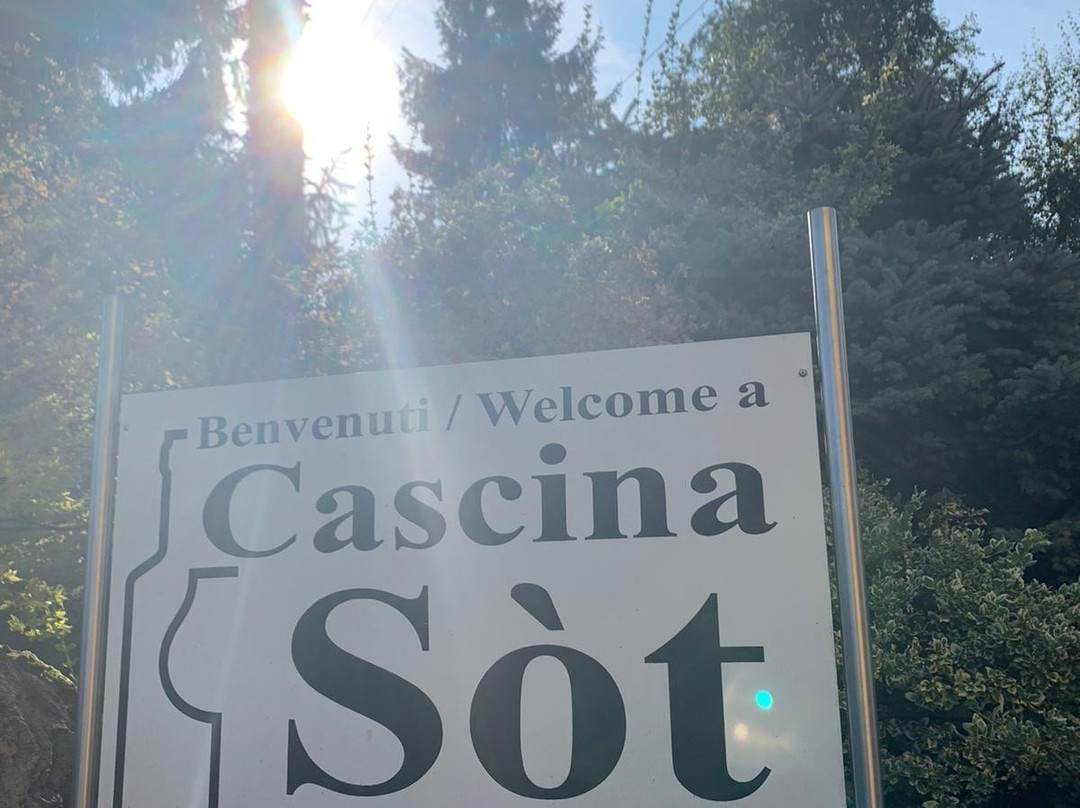 Benvenuti / Welcome a
Cascina
Sòt